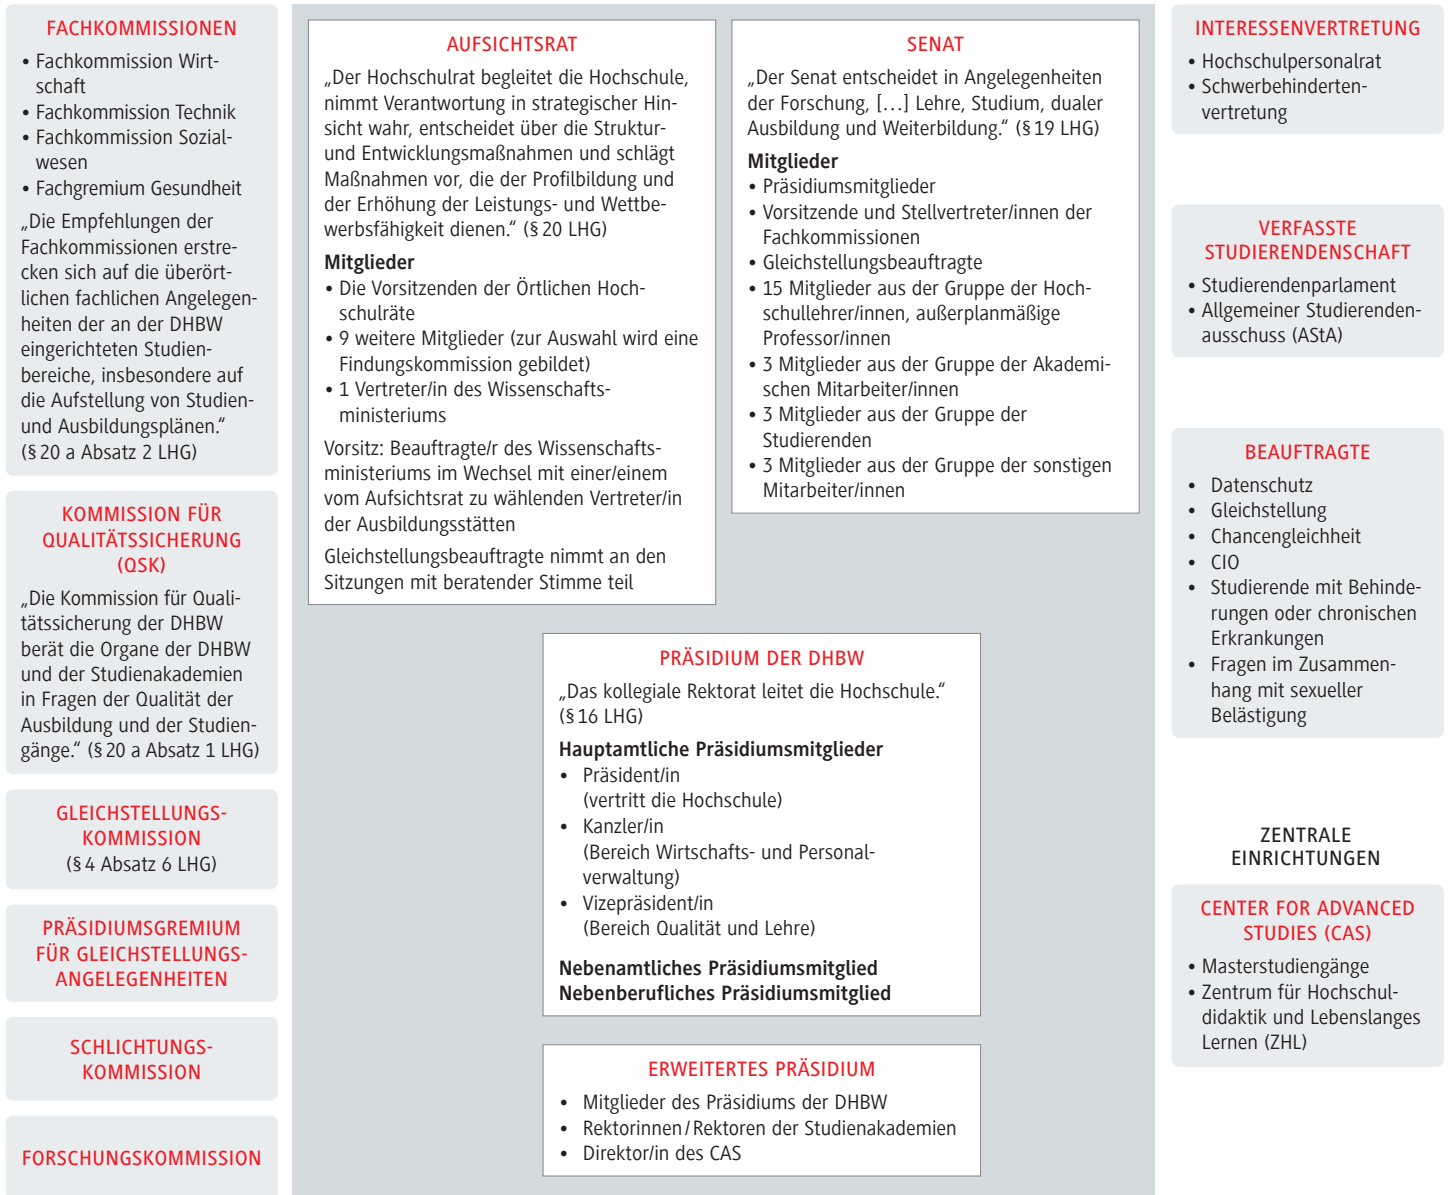 FACHKOMMISSIONEN
• Fachkommission Wirt-
schaft
• Fachkommission Technik
• Fachkommission Sozial-
wesen
• Fachgremium Gesundheit
„Die Empfehlungen der
Fachkommissionen erstre-
cken sich auf die überört-
lichen fachlichen Angelegen-
heiten der an der DHBW
eingerichteten Studien-
bereiche, insbesondere auf
die Aufstellung von Studien-
und Ausbildungsplänen.“
(§ 20 a Absatz 2 LHG)
KOMMISSION FÜR
QUALITÄTSSICHERUNG
(QSK)
„Die Kommission für Quali-
tätssicherung der DHBW
berät die Organe der DHBW
und der Studienakademien
in Fragen der Qualität der
Ausbildung und der Studien-
gänge.“ (§ 20 a Absatz 1 LHG)
GLEICHSTELLUNGS-
KOMMISSION
(§ 4 Absatz 6 LHG)
PRÄSIDIUMSGREMIUM
FÜR GLEICHSTELLUNGS-
ANGELEGENHEITEN
SCHLICHTUNGS-
KOMMISSION
FORSCHUNGSKOMMISSION
AUFSICHTSRAT
„Der Hochschulrat begleitet die Hochschule,
nimmt Verantwortung in strategischer Hin-
sicht wahr, entscheidet über die Struktur-
und Entwicklungsmaßnahmen und schlägt
Maßnahmen vor, die der Profilbildung und
der Erhöhung der Leistungs- und Wettbe-
werbsfähigkeit dienen.“ (§ 20 LHG)
Mitglieder
• Die Vorsitzenden der Örtlichen Hoch-
schulräte
• 9 weitere Mitglieder (zur Auswahl wird eine
Findungskommission gebildet)
• 1 Vertreter/in des Wissenschafts-
ministeriums
Vorsitz: Beauftragte/r des Wissenschafts-
ministeriums im Wechsel mit einer/einem
vom Aufsichtsrat zu wählenden Vertreter/in
der Ausbildungsstätten
Gleichstellungsbeauftragte nimmt an den
Sitzungen mit beratender Stimme teil
SENAT
„Der Senat entscheidet in Angelegenheiten
der Forschung, […] Lehre, Studium, dualer
Ausbildung und Weiterbildung.“ (§ 19 LHG)
Mitglieder
• Präsidiumsmitglieder
• Vorsitzende und Stellvertreter/innen der
Fachkommissionen
• Gleichstellungsbeauftragte
• 15 Mitglieder aus der Gruppe der Hoch-
schullehrer/innen, außerplanmäßige
Professor/innen
• 3 Mitglieder aus der Gruppe der Akademi-
schen Mitarbeiter/innen
• 3 Mitglieder aus der Gruppe der
Studierenden
• 3 Mitglieder aus der Gruppe der sonstigen
Mitarbeiter/innen
PRÄSIDIUM DER DHBW
„Das kollegiale Rektorat leitet die Hochschule.“
(§ 16 LHG)
Hauptamtliche Präsidiumsmitglieder
• Präsident/in
(vertritt die Hochschule)
• Kanzler/in
(Bereich Wirtschafts- und Personal-
verwaltung)
• Vizepräsident/in
(Bereich Qualität und Lehre)
Nebenamtliches Präsidiumsmitglied
Nebenberufliches Präsidiumsmitglied
ERWEITERTES PRÄSIDIUM
• Mitglieder des Präsidiums der DHBW
• Rektorinnen / Rektoren der Studienakademien
• Direktor/in des CAS
INTERESSENVERTRETUNG
• Hochschulpersonalrat
• Schwerbehinderten-
vertretung
VERFASSTE
STUDIERENDENSCHAFT
• Studierendenparlament
• Allgemeiner Studierenden-
ausschuss (AStA)
BEAUFTRAGTE
• Datenschutz
• Gleichstellung
• Chancengleichheit
• CIO
• Studierende mit Behinde-
rungen oder chronischen
Erkrankungen
• Fragen im Zusammen-
hang mit sexueller
Belästigung
ZENTRALE
EINRICHTUNGEN
CENTER FOR ADVANCED
STUDIES (CAS)
• Masterstudiengänge
• Zentrum für Hochschul-
didaktik und Lebenslanges
Lernen (ZHL)